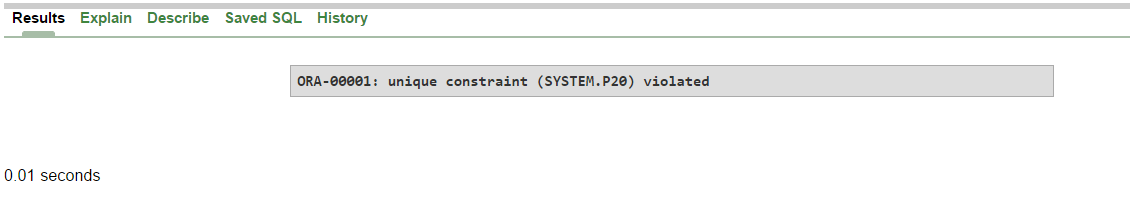 Results Explain Describe Saved SQL History
ORA-00001: unique constraint (SYSTEM.P20) violated
0.01 seconds